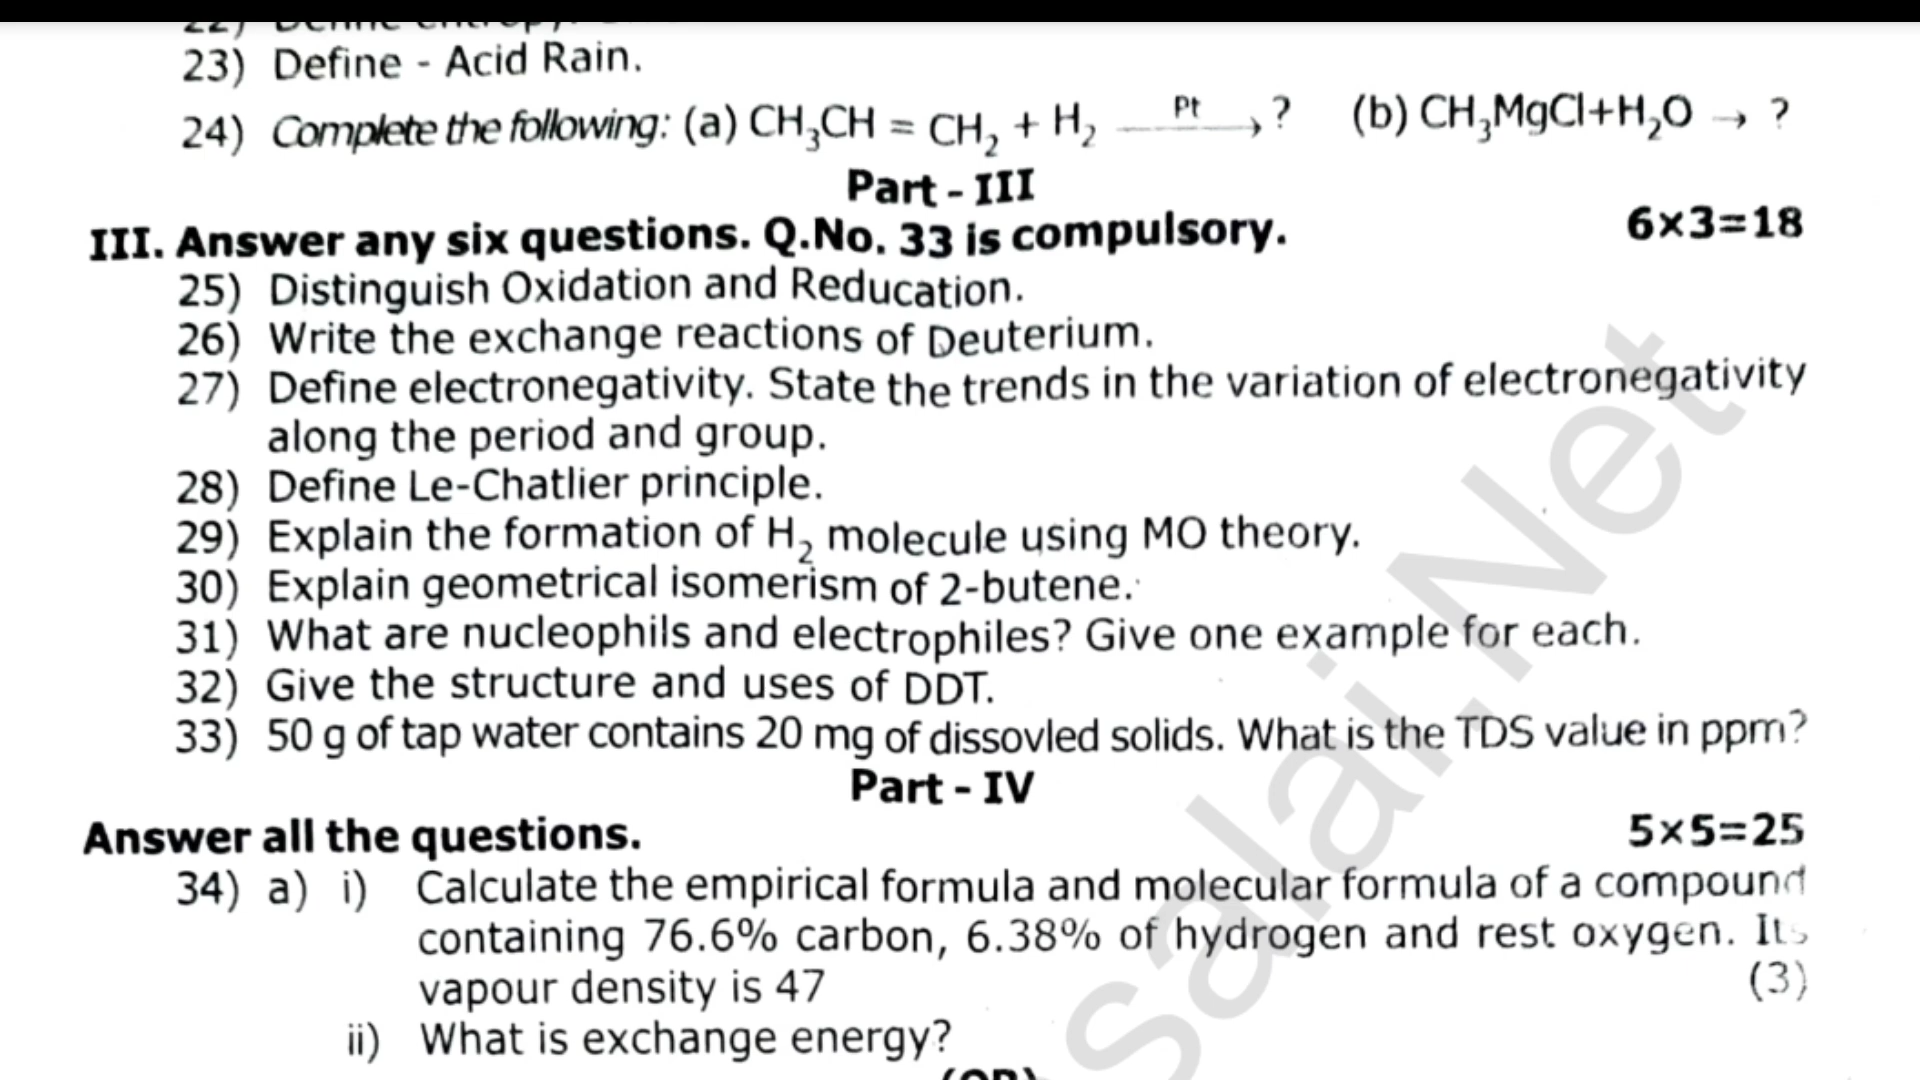 22) Define entropy.
23) Define - Acid Rain.
24) Complete the following: (a) CH₃CH = CH₂ + H₂ —Pt→ ? (b) CH₃MgCl+H₂O → ?
Part - III
III. Answer any six questions. Q.No. 33 is compulsory. 6×3=18
25) Distinguish Oxidation and Reducation.
26) Write the exchange reactions of Deuterium.
27) Define electronegativity. State the trends in the variation of electronegativity
along the period and group.
28) Define Le-Chatlier principle.
29) Explain the formation of H₂ molecule using MO theory.
30) Explain geometrical isomerism of 2-butene.
31) What are nucleophils and electrophiles? Give one example for each.
32) Give the structure and uses of DDT.
33) 50 g of tap water contains 20 mg of dissovled solids. What is the TDS value in ppm?
Part - IV
Answer all the questions. 5×5=25
34) a) i) Calculate the empirical formula and molecular formula of a compound
containing 76.6% carbon, 6.38% of hydrogen and rest oxygen. Its
vapour density is 47 (3)
ii) What is exchange energy?
(OR)
salai.Net